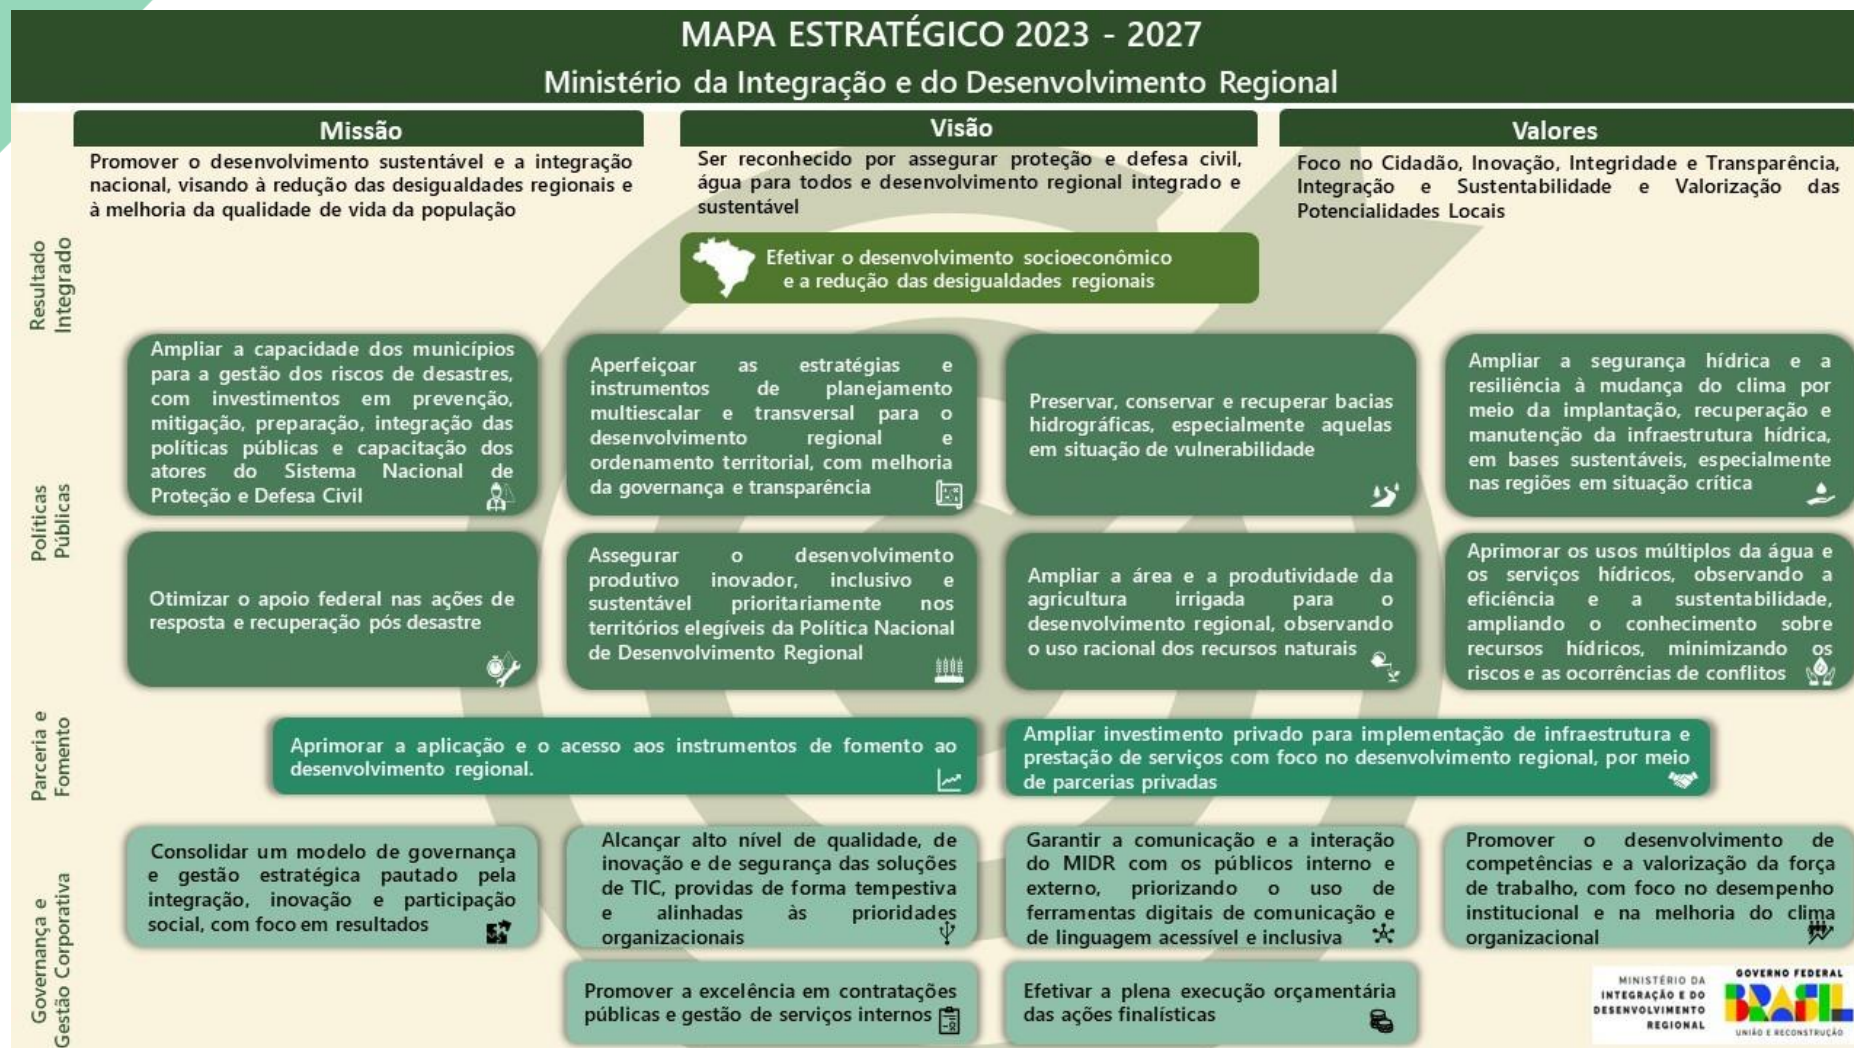 MAPA ESTRATÉGICO 2023 - 2027
Ministério da Integração e do Desenvolvimento Regional
Missão
Promover o desenvolvimento sustentável e a integração
nacional, visando à redução das desigualdades regionais e
à melhoria da qualidade de vida da população
Visão
Ser reconhecido por assegurar proteção e defesa civil,
água para todos e desenvolvimento regional integrado e
sustentável
Valores
Foco no Cidadão, Inovação, Integridade e Transparência,
Integração e Sustentabilidade e Valorização das
Potencialidades Locais
Resultado
Integrado
Efetivar o desenvolvimento socioeconômico
e a redução das desigualdades regionais
Políticas
Públicas
Ampliar a capacidade dos municípios
para a gestão dos riscos de desastres,
com investimentos em prevenção,
mitigação, preparação, integração das
políticas públicas e capacitação dos
atores do Sistema Nacional de
Proteção e Defesa Civil
Aperfeiçoar as estratégias e
instrumentos de planejamento
multiescalar e transversal para o
desenvolvimento regional e
ordenamento territorial, com melhoria
da governança e transparência
Preservar, conservar e recuperar bacias
hidrográficas, especialmente aquelas
em situação de vulnerabilidade
Ampliar a segurança hídrica e a
resiliência à mudança do clima por
meio da implantação, recuperação e
manutenção da infraestrutura hídrica,
em bases sustentáveis, especialmente
nas regiões em situação crítica
Otimizar o apoio federal nas ações de
resposta e recuperação pós desastre
Assegurar o desenvolvimento
produtivo inovador, inclusivo e
sustentável prioritariamente nos
territórios elegíveis da Política Nacional
de Desenvolvimento Regional
Ampliar a área e a produtividade da
agricultura irrigada para o
desenvolvimento regional, observando
o uso racional dos recursos naturais
Aprimorar os usos múltiplos da água e
os serviços hídricos, observando a
eficiência e a sustentabilidade,
ampliando o conhecimento sobre
recursos hídricos, minimizando os
riscos e as ocorrências de conflitos
Parceria e
Fomento
Aprimorar a aplicação e o acesso aos instrumentos de fomento ao
desenvolvimento regional.
Ampliar investimento privado para implementação de infraestrutura e
prestação de serviços com foco no desenvolvimento regional, por meio
de parcerias privadas
Governança e
Gestão Corporativa
Consolidar um modelo de governança
e gestão estratégica pautado pela
integração, inovação e participação
social, com foco em resultados
Alcançar alto nível de qualidade, de
inovação e de segurança das soluções
de TIC, providas de forma tempestiva
e alinhadas às prioridades
organizacionais
Garantir a comunicação e a interação
do MIDR com os públicos interno e
externo, priorizando o uso de
ferramentas digitais de comunicação e
de linguagem acessível e inclusiva
Promover o desenvolvimento de
competências e a valorização da força
de trabalho, com foco no desempenho
institucional e na melhoria do clima
organizacional
Promover a excelência em contratações
públicas e gestão de serviços internos
Efetivar a plena execução orçamentária
das ações finalísticas
MINISTÉRIO DA
INTEGRAÇÃO E DO
DESENVOLVIMENTO
REGIONAL
GOVERNO FEDERAL
BRASIL
UNIÃO E RECONSTRUÇÃO